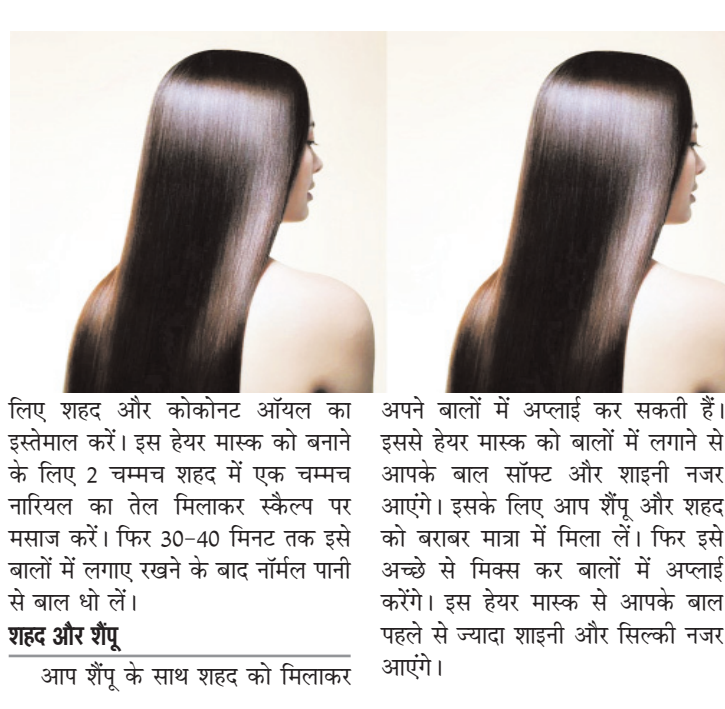 लिए शहद और कोकोनट ऑयल का
इस्तेमाल करें। इस हेयर मास्क को बनाने
के लिए 2 चम्मच शहद में एक चम्मच
नारियल का तेल मिलाकर स्कैल्प पर
मसाज करें। फिर 30-40 मिनट तक इसे
बालों में लगाए रखने के बाद नॉर्मल पानी
से बाल धो लें।
शहद और शैंपू
आप शैंपू के साथ शहद को मिलाकर
अपने बालों में अप्लाई कर सकती हैं।
इससे हेयर मास्क को बालों में लगाने से
आपके बाल सॉफ्ट और शाइनी नजर
आएंगे। इसके लिए आप शैंपू और शहद
को बराबर मात्रा में मिला लें। फिर इसे
अच्छे से मिक्स कर बालों में अप्लाई
करेंगे। इस हेयर मास्क से आपके बाल
पहले से ज्यादा शाइनी और सिल्की नजर
आएंगे।